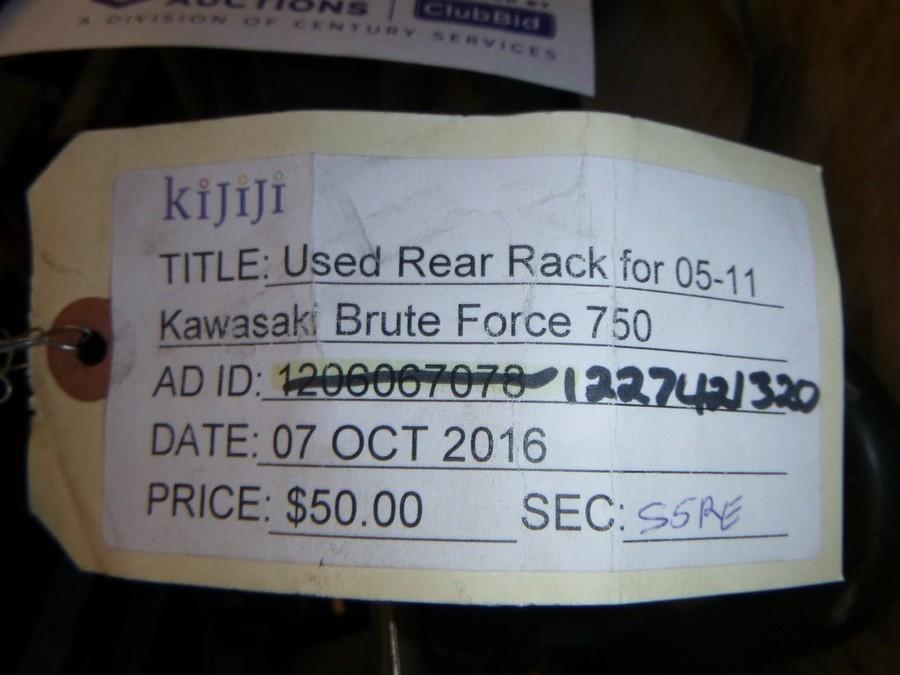 AUCTIONS
BY
ClubBid
A DIVISION OF CENTURY SERVICES
kijiji
TITLE: Used Rear Rack for 05-11
Kawasaki Brute Force 750
AD ID: 1206067078 1227421320
DATE: 07 OCT 2016
PRICE: $50.00 SEC: S5RE